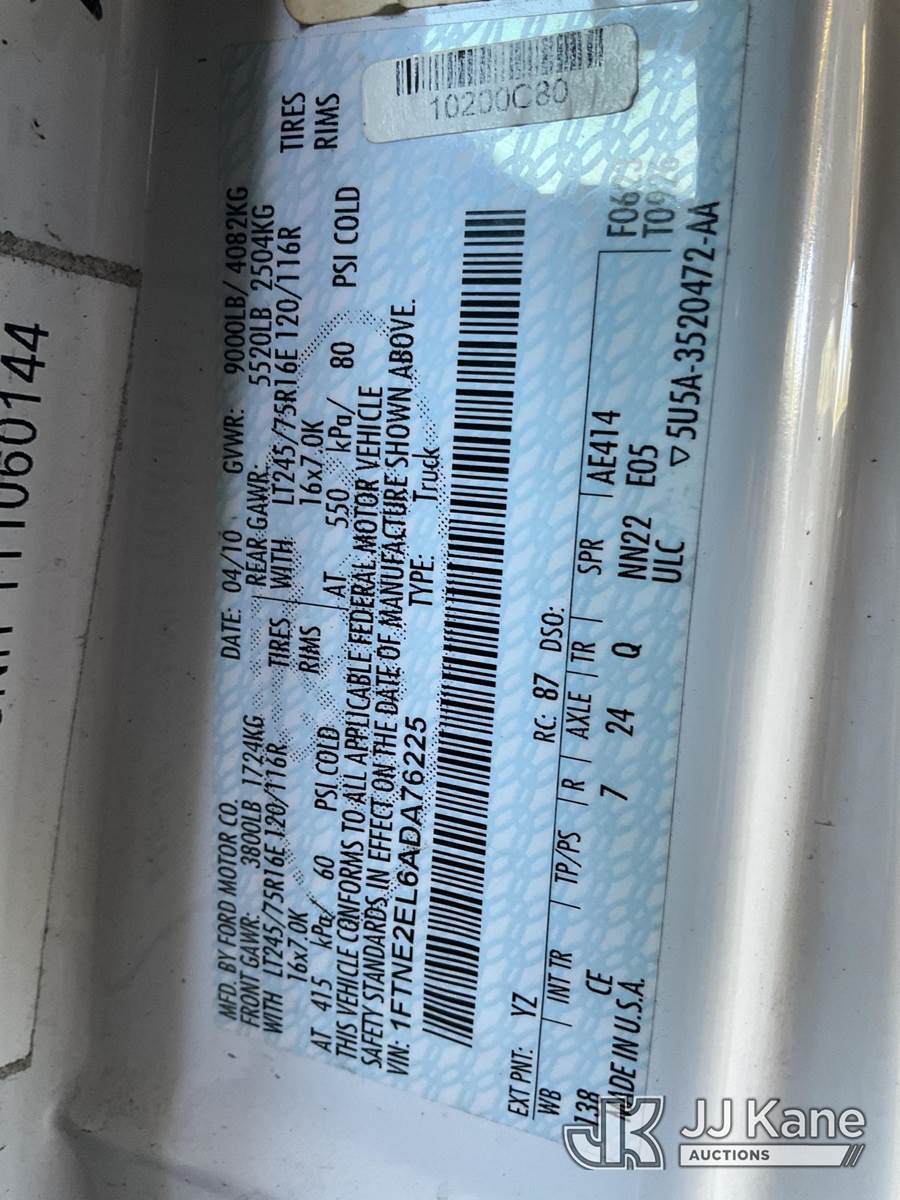 1060144
10200C80
MFD. BY FORD MOTOR CO. DATE: 04/10 GVWR: 9000LB/ 4082KG
FRONT GAWR: 3800LB 1724KG REAR GAWR: 5520LB 2504KG
WITH LT245/75R16E 120/116R TIRES WITH LT245/75R16E 120/116R TIRES
16x7.0K RIMS 16x7.0K RIMS
AT 415 kPa/ 60 PSI COLD AT 550 kPa/ 80 PSI COLD
THIS VEHICLE CONFORMS TO ALL APPLICABLE FEDERAL MOTOR VEHICLE
SAFETY STANDARDS IN EFFECT ON THE DATE OF MANUFACTURE SHOWN ABOVE.
VIN: 1FTNE2EL6ADA76225 TYPE: Truck
EXT PNT: YZ RC: 87 DSO:
WB INT TR TP/PS R AXLE TR SPR AE414
138 CE 7 24 Q NN22 E05
MADE IN U.S.A. ULC
▽ 5U5A-3520472-AA
JK JJ Kane
AUCTIONS